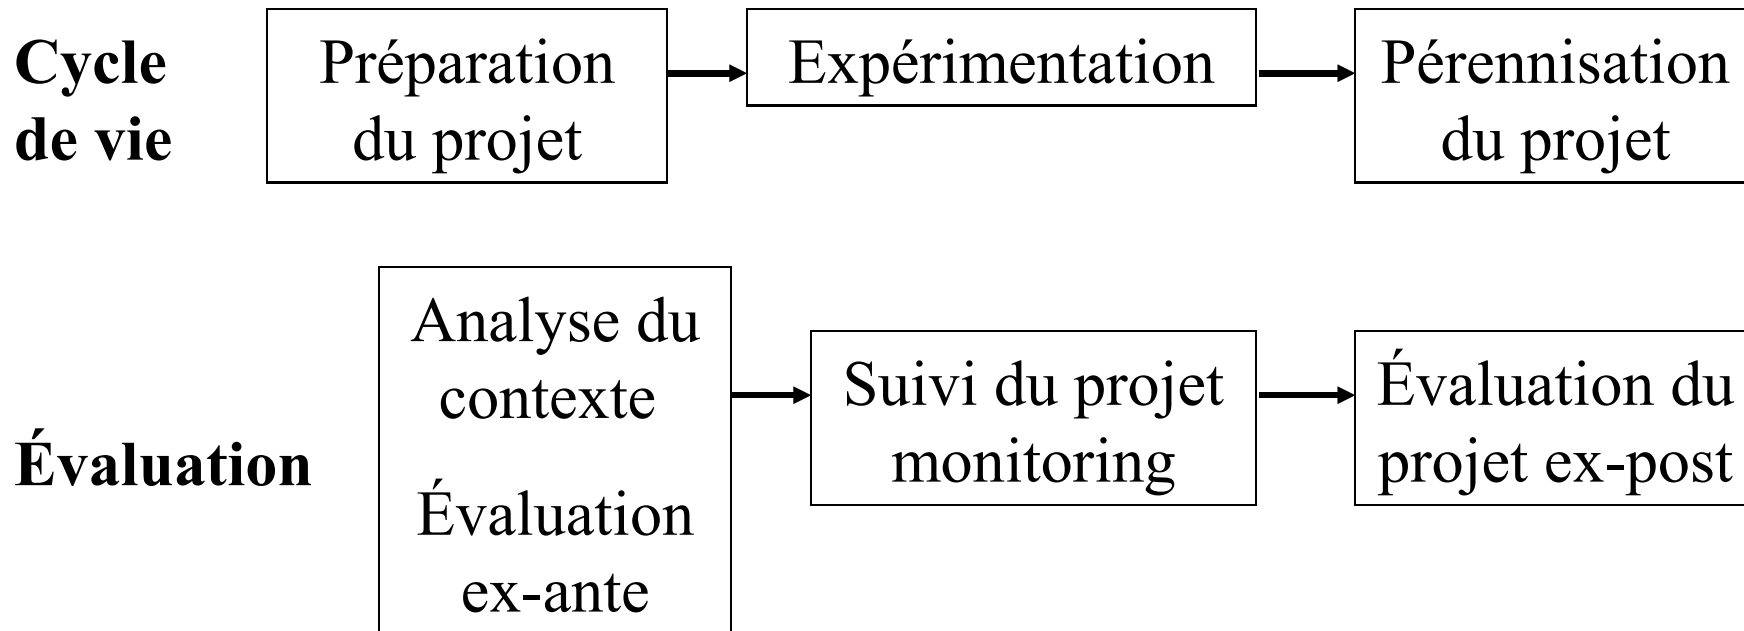 Cycle
de vie
Préparation
du projet
Expérimentation
Pérennisation
du projet
Évaluation
Analyse du
contexte
Évaluation
ex-ante
Suivi du projet
monitoring
Évaluation du
projet ex-post